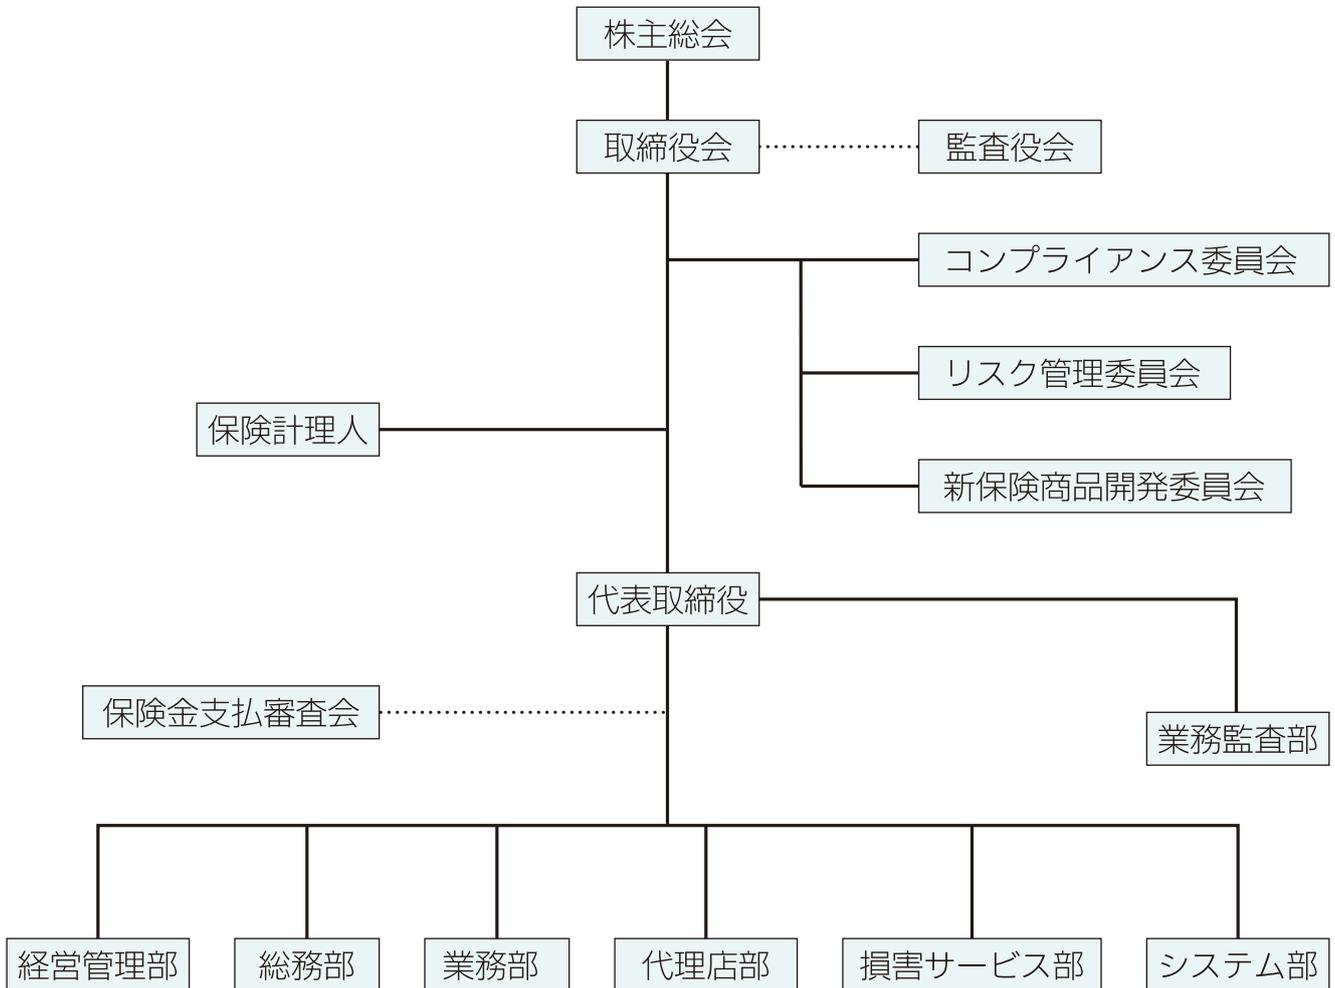 株主総会
取締役会
監査役会
コンプライアンス委員会
リスク管理委員会
保険計理人
新保険商品開発委員会
代表取締役
保険金支払審査会
業務監査部
経営管理部
総務部
業務部
代理店部
損害サービス部
システム部